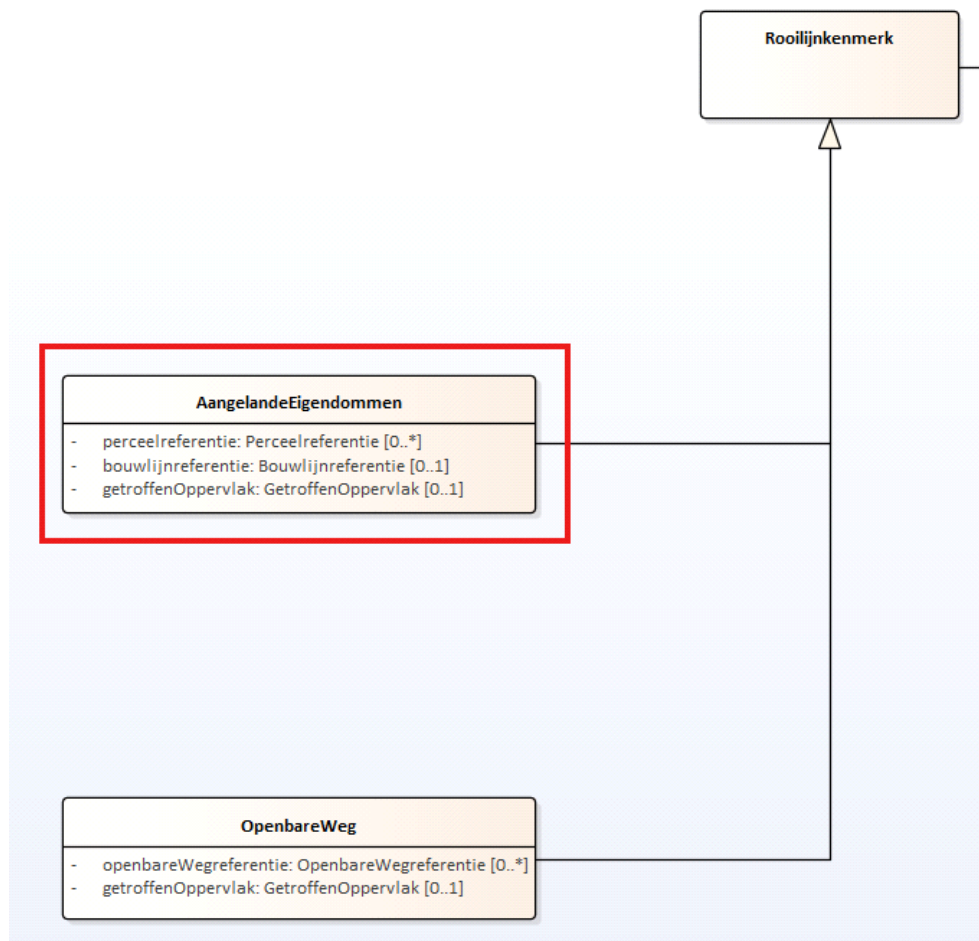 Rooilijnkenmerk
AangelandeEigendommen
- perceelreferentie: Perceelreferentie [0..*]
- bouwlijnreferentie: Bouwlijnreferentie [0..1]
- getroffenOppervlak: GetroffenOppervlak [0..1]
OpenbareWeg
- openbareWegreferentie: OpenbareWegreferentie [0..*]
- getroffenOppervlak: GetroffenOppervlak [0..1]